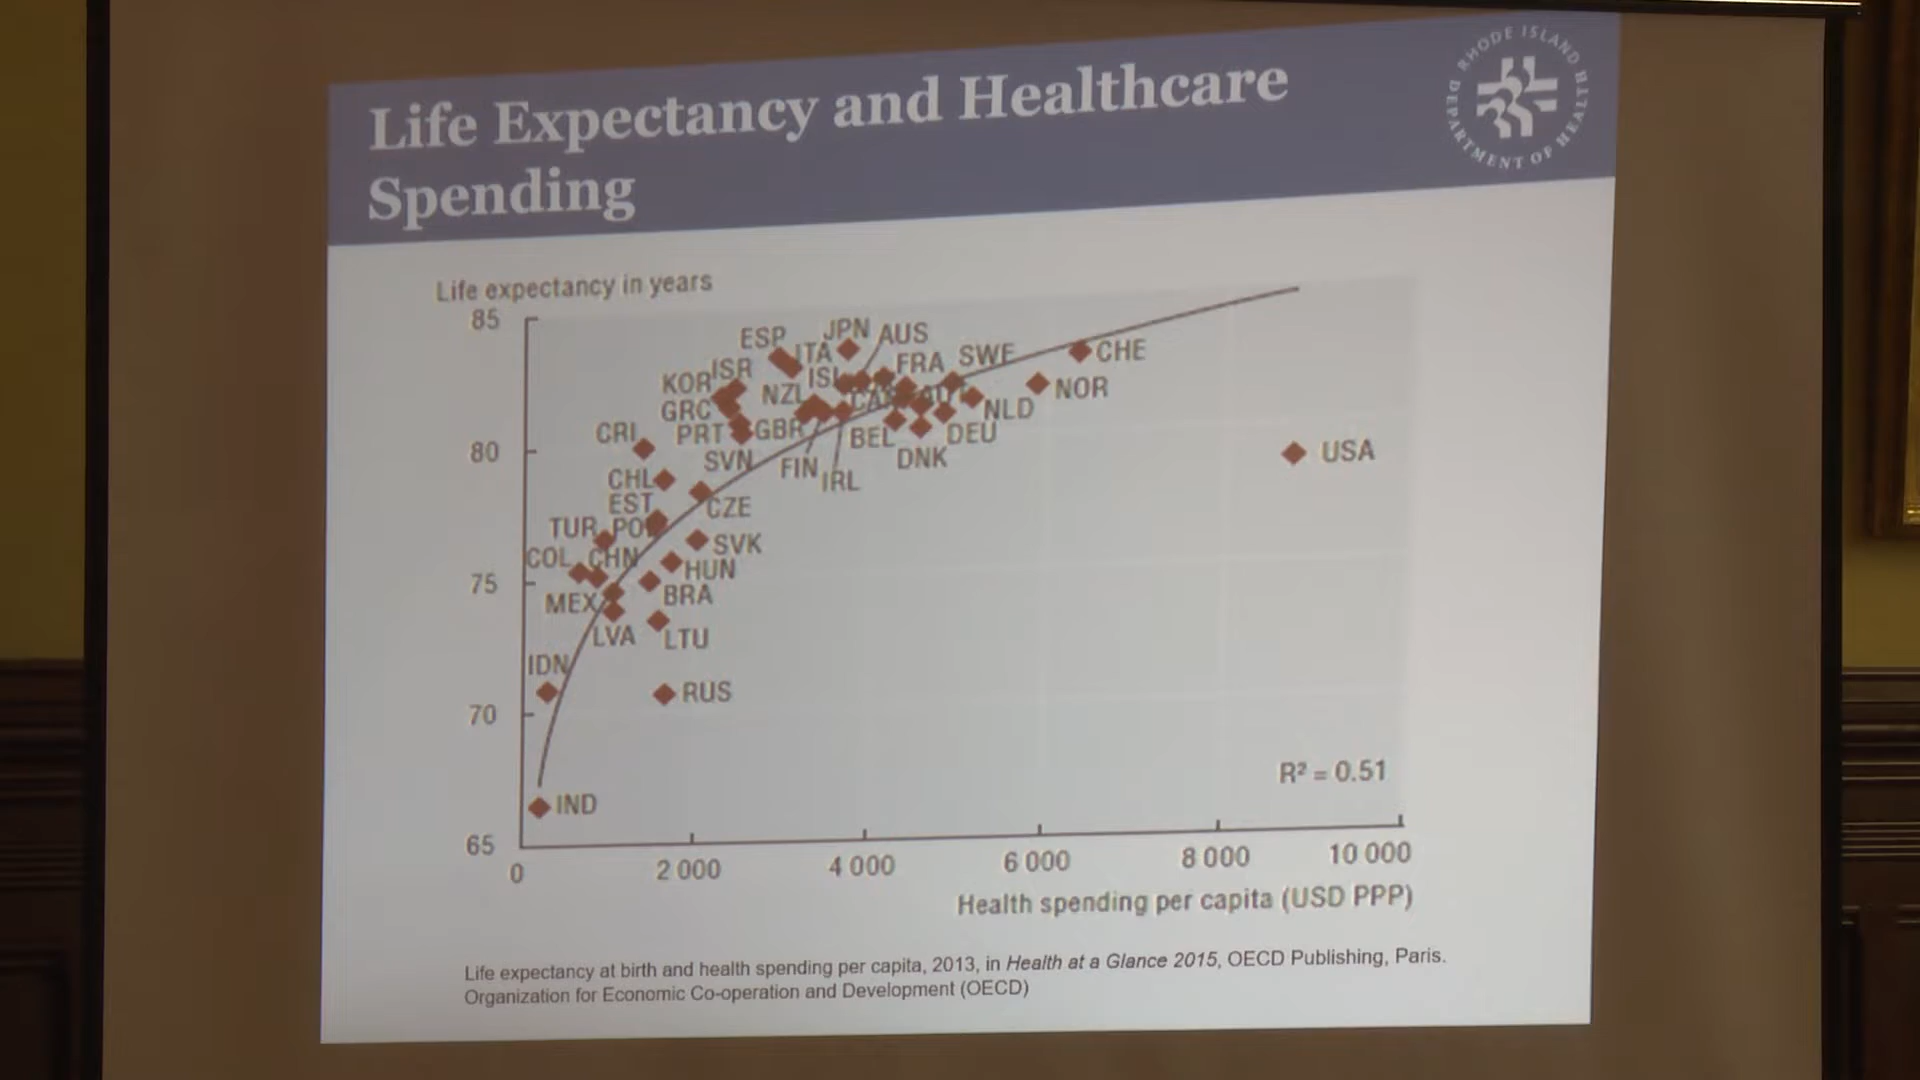 Life Expectancy and Healthcare
Spending
RHODE ISLAND
DEPARTMENT OF HEALTH
Life expectancy in years
85
80
75
70
65
ESP
JPN
AUS
ITA
FRA
SWE
CHE
ISR
KOR
NZL
NOR
GRC
NLD
CRI
PRT
GBR
BEL
DEU
USA
SVN
FIN
IRL
DNK
CHL
EST
CZE
TUR
SVK
COL
CHN
HUN
MEX
BRA
LVA
LTU
IDN
RUS
IND
R² = 0.51
0 2 000 4 000 6 000 8 000 10 000
Health spending per capita (USD PPP)
Life expectancy at birth and health spending per capita, 2013, in Health at a Glance 2015, OECD Publishing, Paris.
Organization for Economic Co-operation and Development (OECD)